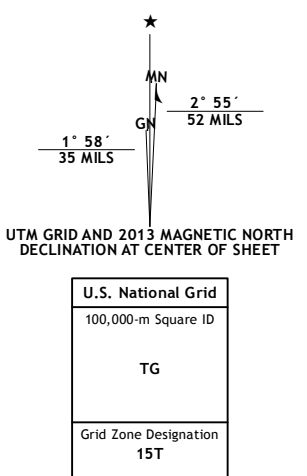 ★
MN
2° 55´
52 MILS
GN
1° 58´
35 MILS
UTM GRID AND 2013 MAGNETIC NORTH
DECLINATION AT CENTER OF SHEET
U.S. National Grid
100,000-m Square ID
TG
Grid Zone Designation
15T